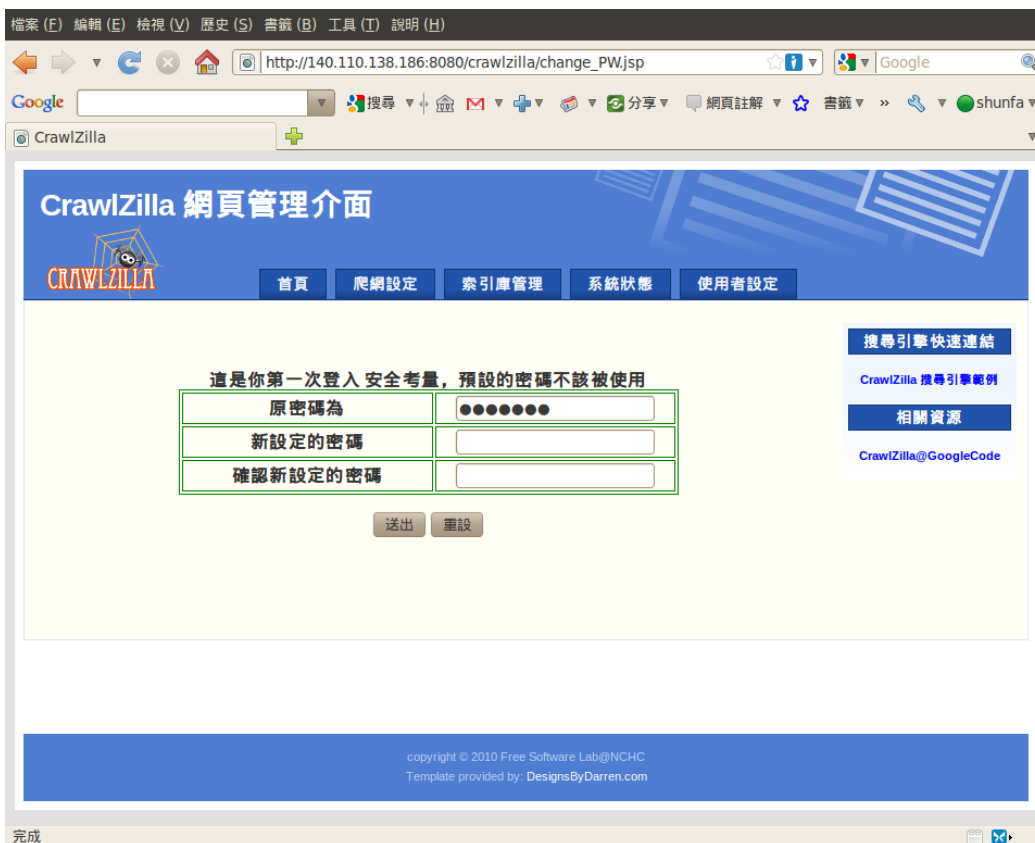 檔案 (F) 編輯 (E) 檢視 (V) 歷史 (S) 書籤 (B) 工具 (T) 說明 (H)
http://140.110.138.186:8080/crawlzilla/change_PW.jsp
Google
Google
搜尋
分享
網頁註解
書籤
»
shunfa
CrawlZilla
CrawlZilla 網頁管理介面
CRAWLZILLA
首頁 爬網設定 索引庫管理 系統狀態 使用者設定
這是你第一次登入 安全考量，預設的密碼不該被使用
原密碼為 ●●●●●●●
新設定的密碼
確認新設定的密碼
送出 重設
搜尋引擎快速連結
CrawlZilla 搜尋引擎範例
相關資源
CrawlZilla@GoogleCode
copyright © 2010 Free Software Lab@NCHC
Template provided by: DesignsByDarren.com
完成